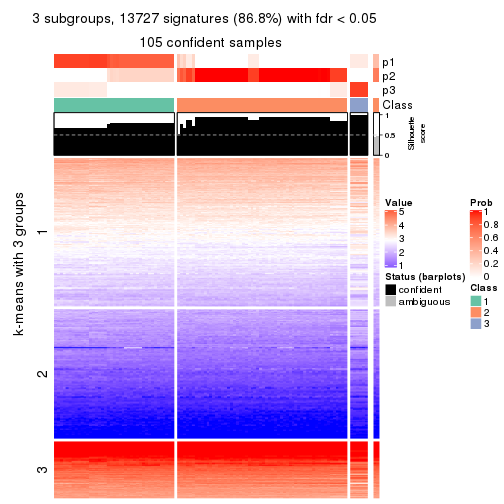 3 subgroups, 13727 signatures (86.8%) with fdr < 0.05
105 confident samples
p1
p2
p3
Class
1
0.5
0
Silhouette
score
k-means with 3 groups
1
2
3
Value
5
4
3
2
1
Status (barplots)
confident
ambiguous
Prob
1
0.8
0.6
0.4
0.2
0
Class
1
2
3